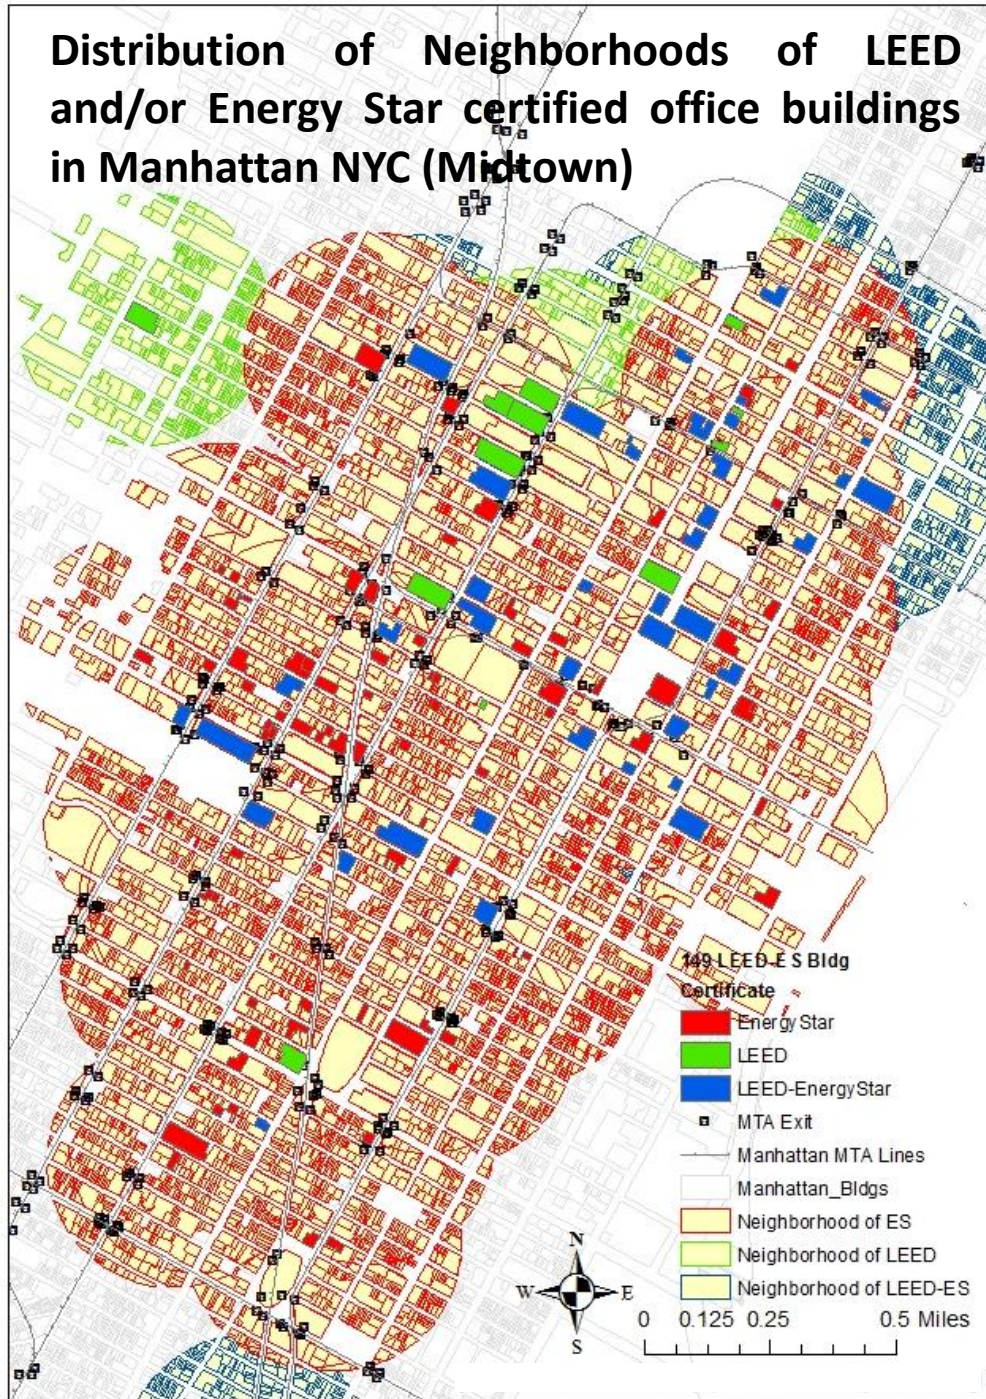 Distribution of Neighborhoods of LEED
and/or Energy Star certified office buildings
in Manhattan NYC (Midtown)
149 LEED-E S Bldg
Certificate
EnergyStar
LEED
LEED-EnergyStar
MTA Exit
Manhattan MTA Lines
Manhattan_Bldgs
Neighborhood of ES
Neighborhood of LEED
Neighborhood of LEED-ES
N
W E
S
0 0.125 0.25 0.5 Miles